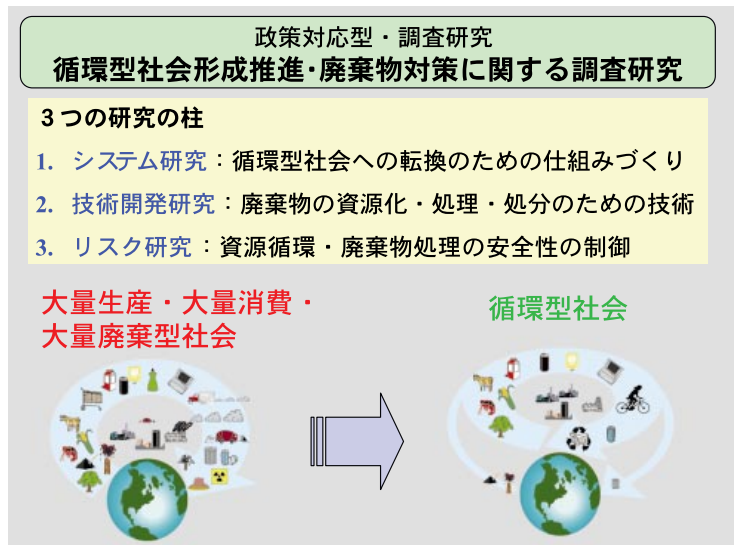 政策対応型・調査研究
循環型社会形成推進・廃棄物対策に関する調査研究
３つの研究の柱
1. システム研究：循環型社会への転換のための仕組みづくり
2. 技術開発研究：廃棄物の資源化・処理・処分のための技術
3. リスク研究：資源循環・廃棄物処理の安全性の制御
大量生産・大量消費・
大量廃棄型社会
循環型社会